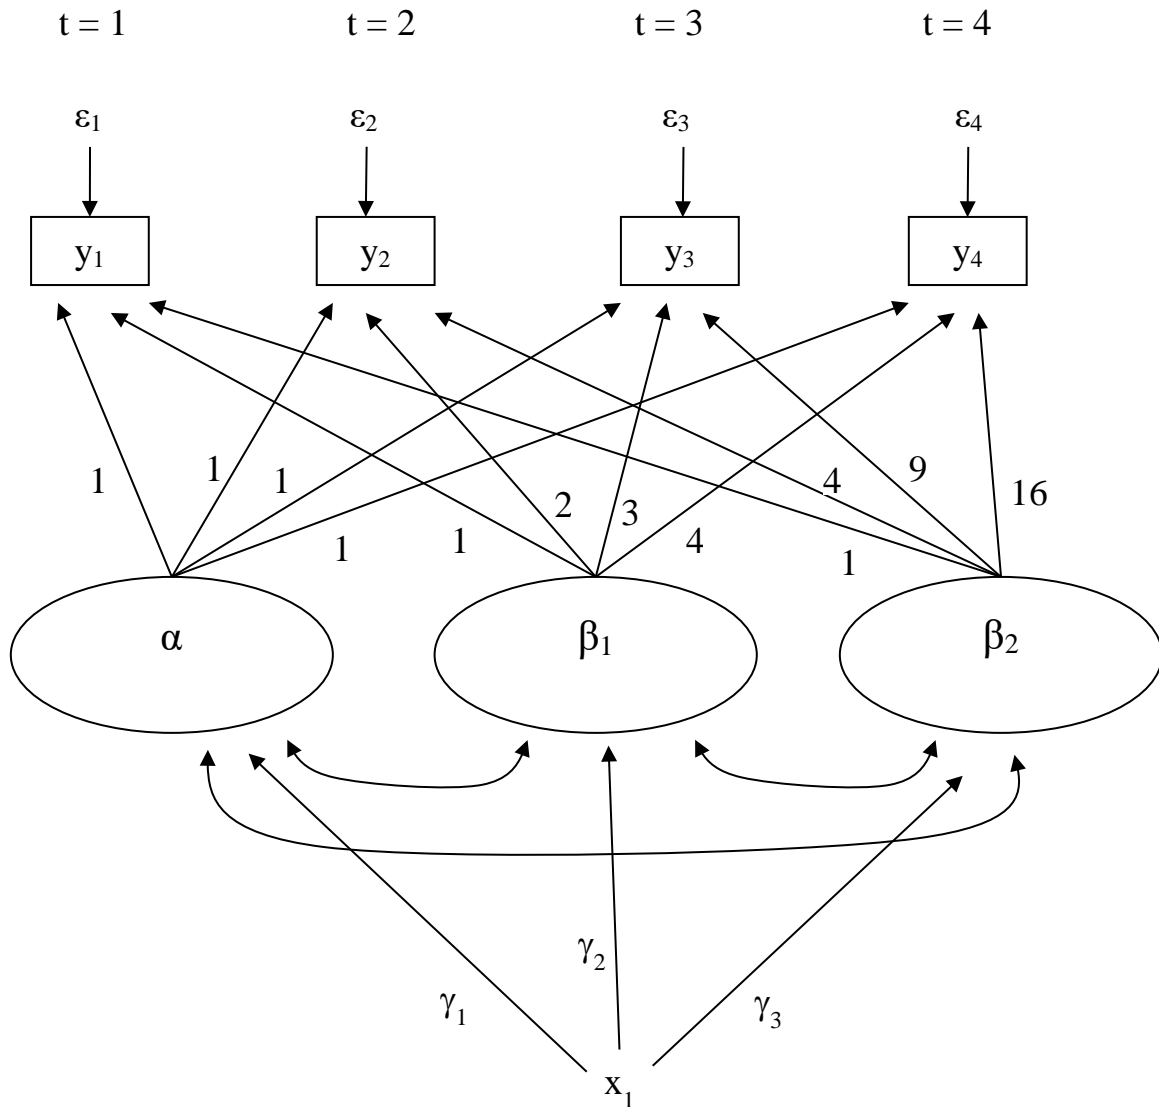 t = 1 t = 2 t = 3 t = 4
ε₁ ε₂ ε₃ ε₄
y₁ y₂ y₃ y₄
1 1 1 9
2 3 4 16
1 1 4 1
α β₁ β₂
γ₂
γ₁ γ₃
x₁